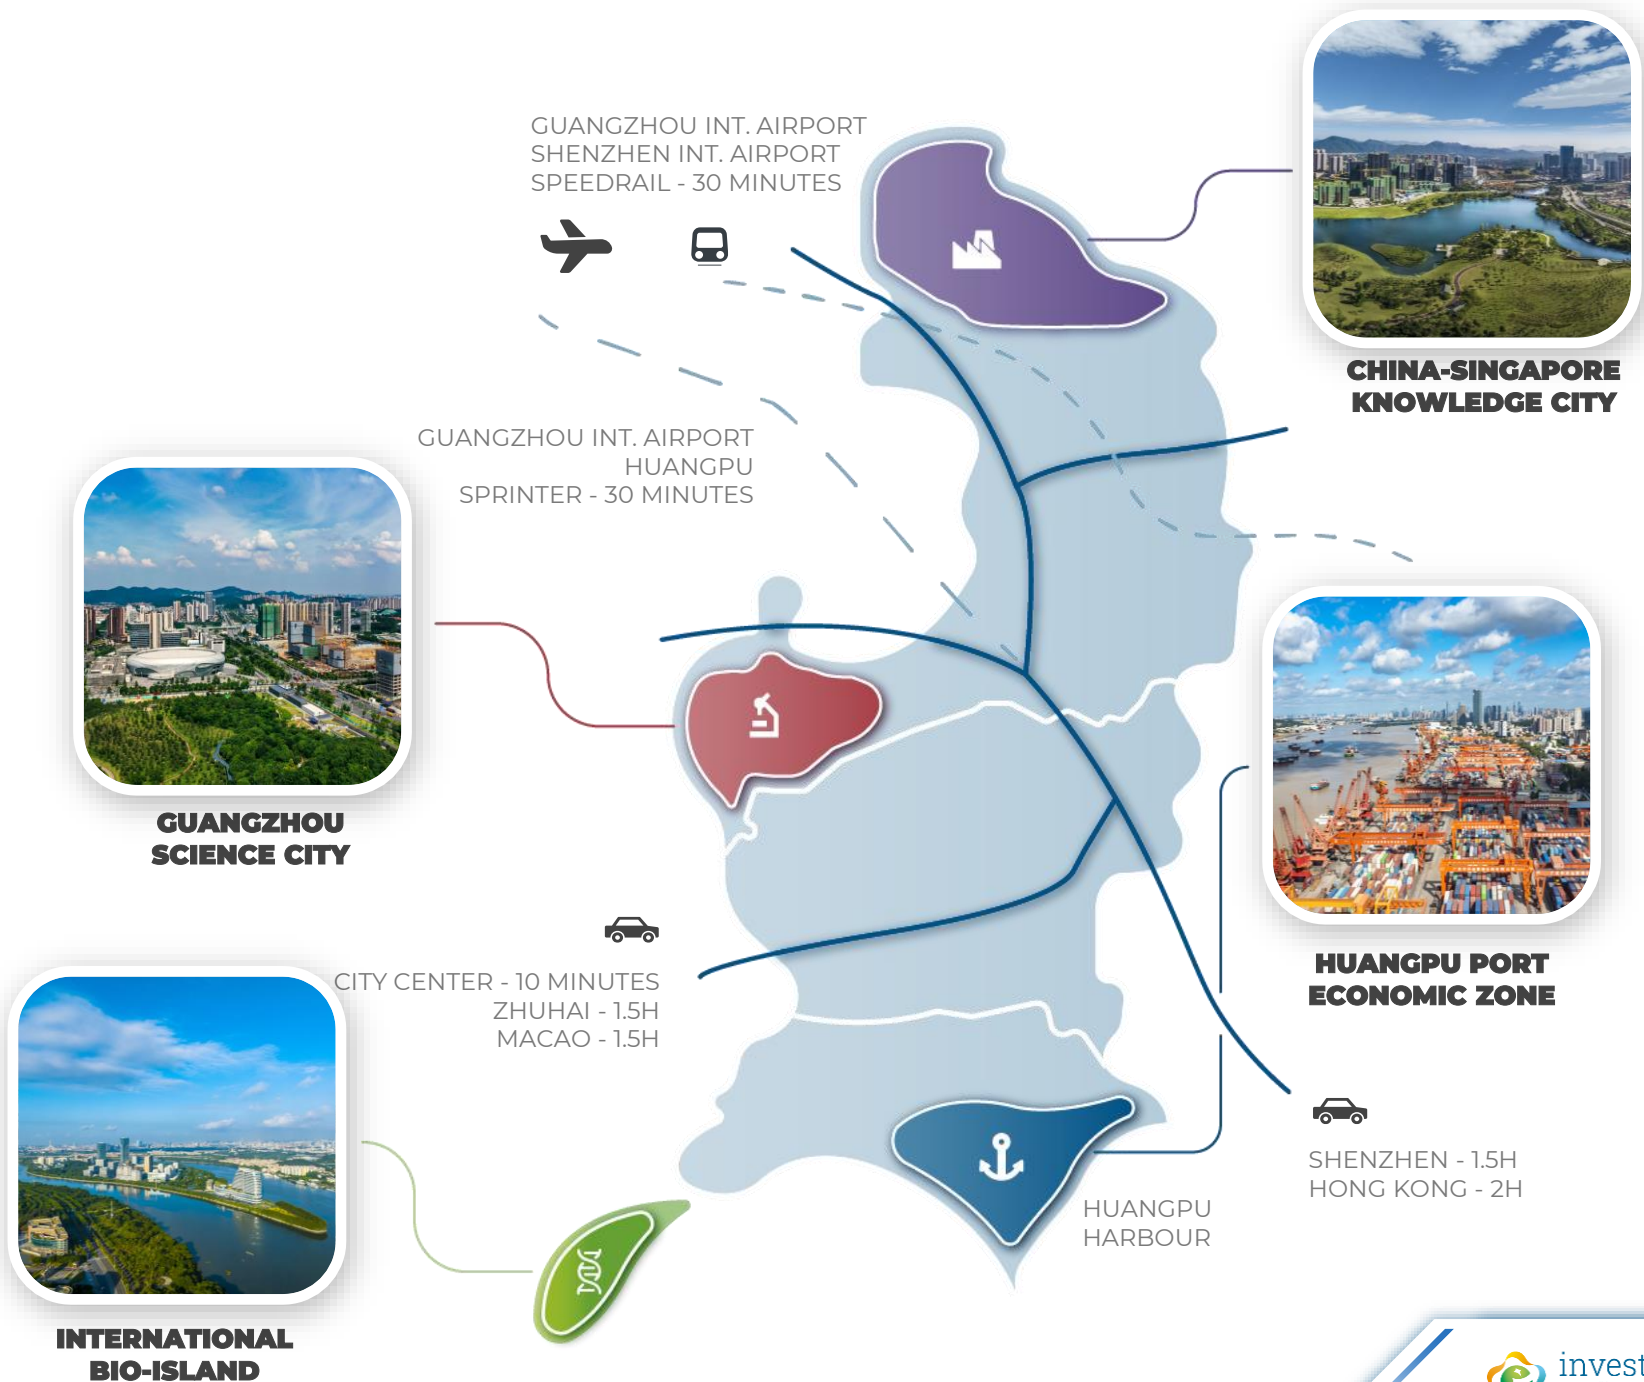 GUANGZHOU INT. AIRPORT
SHENZHEN INT. AIRPORT
SPEEDRAIL - 30 MINUTES
CHINA-SINGAPORE
KNOWLEDGE CITY
GUANGZHOU INT. AIRPORT
HUANGPU
SPRINTER - 30 MINUTES
GUANGZHOU
SCIENCE CITY
CITY CENTER - 10 MINUTES
ZHUHAI - 1.5H
MACAO - 1.5H
HUANGPU PORT
ECONOMIC ZONE
SHENZHEN - 1.5H
HONG KONG - 2H
HUANGPU
HARBOUR
INTERNATIONAL
BIO-ISLAND
invest